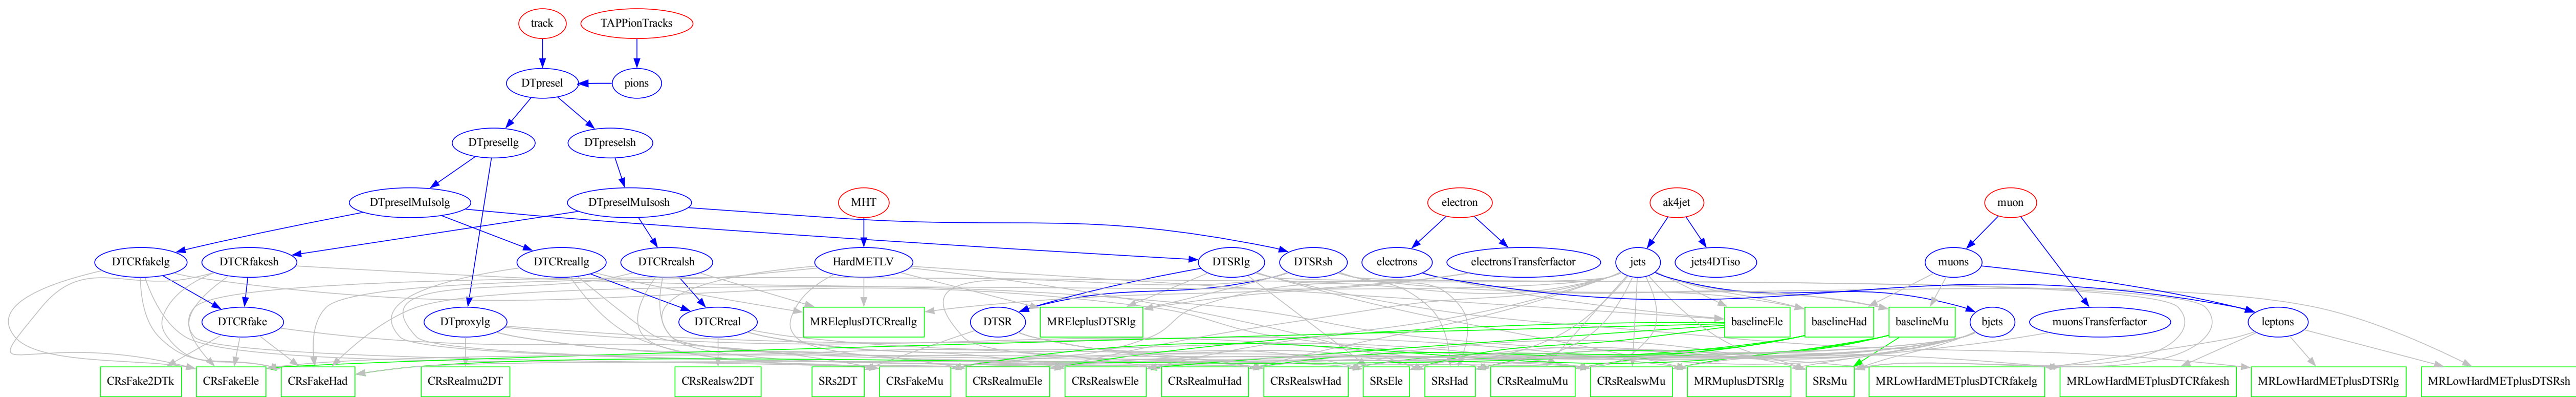 track
TAPPionTracks
DTpresel
pions
DTpresellg
DTpreselsh
DTpreselMuIsolg
DTpreselMuIsosh
MHT
electron
ak4jet
muon
DTCRfakelg
DTCRfakesh
DTCRreallg
DTCRrealsh
HardMETLV
DTSRlg
DTSRsh
electrons
electronsTransferfactor
jets
jets4DTiso
muons
DTCRfake
DTproxylg
DTCRreal
MREleplusDTCRreallg
DTSR
MREleplusDTSRlg
baselineEle
baselineHad
baselineMu
bjets
muonsTransferfactor
leptons
CRsFake2DTk
CRsFakeEle
CRsFakeHad
CRsRealmu2DT
CRsRealsw2DT
SRs2DT
CRsFakeMu
CRsRealmuEle
CRsRealswEle
CRsRealmuHad
CRsRealswHad
SRsEle
SRsHad
CRsRealmuMu
CRsRealswMu
MRMuplusDTSRlg
SRsMu
MRLowHardMETplusDTCRfakelg
MRLowHardMETplusDTCRfakesh
MRLowHardMETplusDTSRlg
MRLowHardMETplusDTSRsh